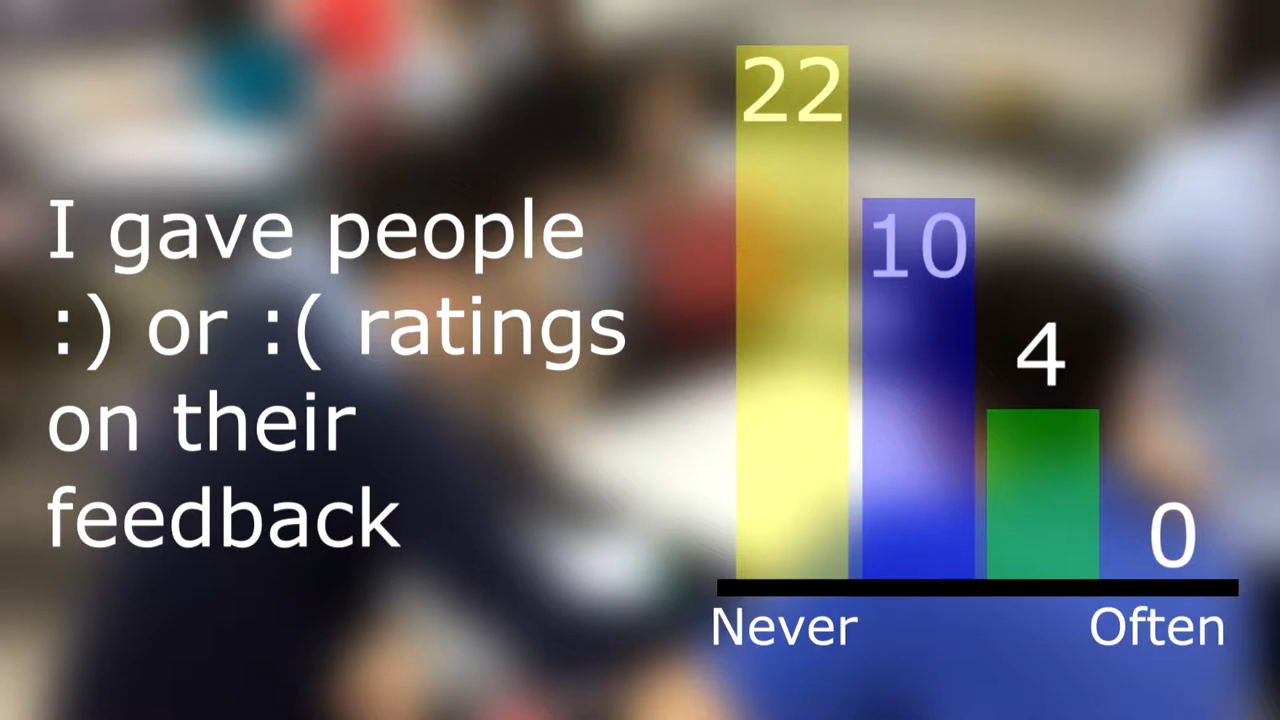 I gave people
:) or :( ratings
on their
feedback
22
10
4
0
Never
Often